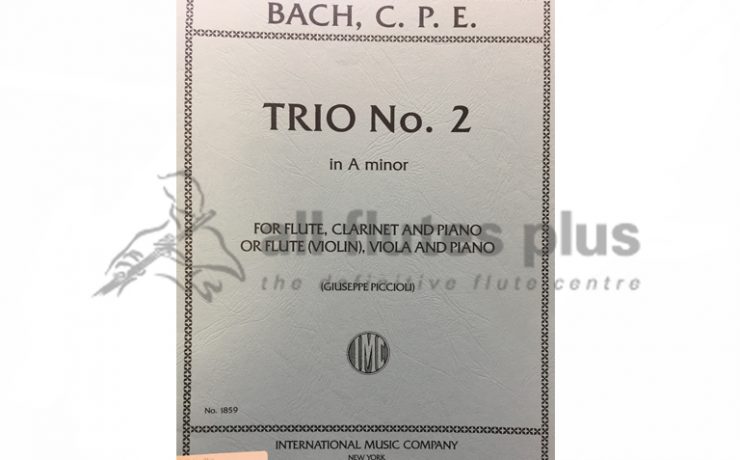 BACH, C. P. E.
TRIO No. 2
in A minor
FOR FLUTE, CLARINET AND PIANO
OR FLUTE (VIOLIN), VIOLA AND PIANO
all flutes plus
the definitive flute centre
(GIUSEPPE PICCIOLI)
IMC
No. 1859
INTERNATIONAL MUSIC COMPANY
NEW YORK